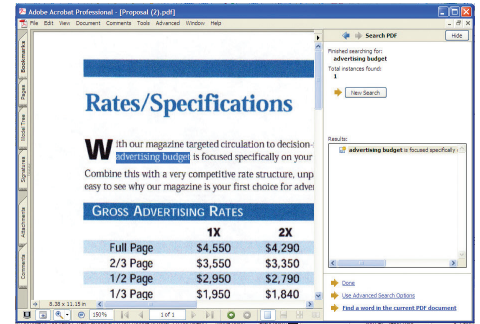 Adobe Acrobat Professional - [Proposal (2).pdf]
File Edit View Document Comments Tools Advanced Window Help
Bookmarks
Pages
Model Tree
Signatures
Attachments
Comments
Rates/Specifications
With our magazine targeted circulation to decision-
advertising budget is focused specifically on your
Combine this with a very competitive rate structure, unp
easy to see why our magazine is your first choice for adver
GROSS ADVERTISING RATES
1X 2X
Full Page $4,550 $4,290
2/3 Page $3,550 $3,350
1/2 Page $2,950 $2,790
1/3 Page $1,950 $1,840
8.38 x 11.15 in
150% 1 of 1
Search PDF Hide
Finished searching for:
advertising budget
Total instances found:
1
New Search
Results:
advertising budget is focused specifically
Done
Use Advanced Search Options
Find a word in the current PDF document